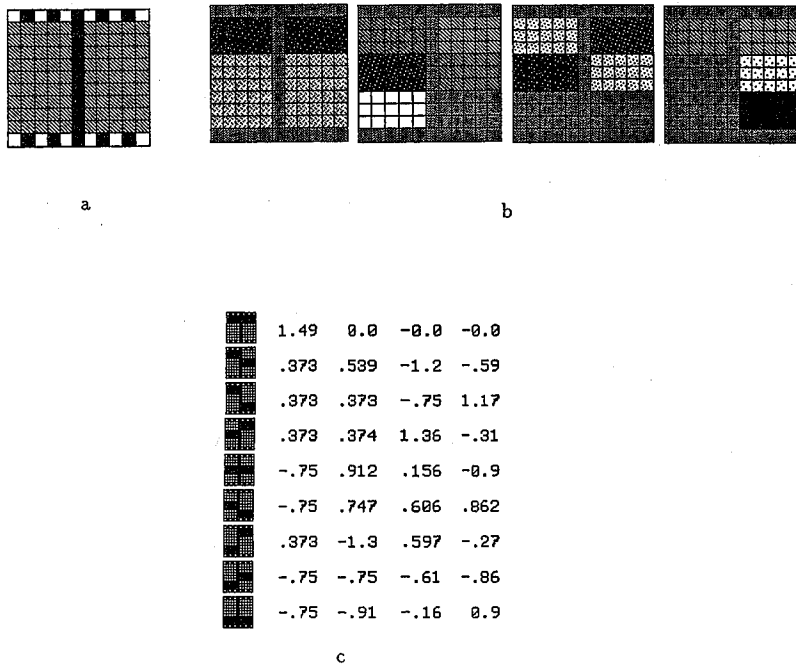 a
b
1.49 0.0 -0.0 -0.0
.373 .539 -1.2 -.59
.373 .373 -.75 1.17
.373 .374 1.36 -.31
-.75 .912 .156 -0.9
-.75 .747 .606 .862
.373 -1.3 .597 -.27
-.75 -.75 -.61 -.86
-.75 -.91 -.16 0.9
c